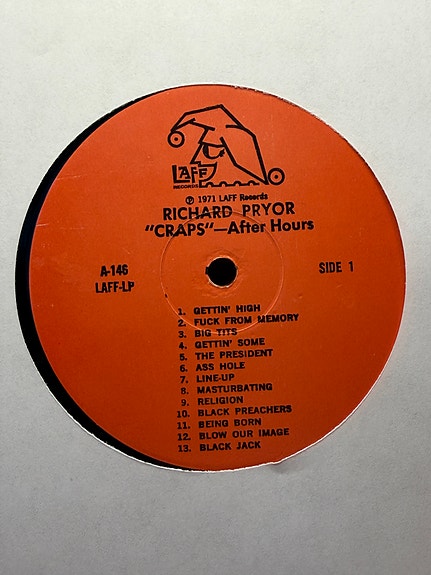 LAFF
RECORDS
Ⓟ 1971 LAFF Records
RICHARD PRYOR
"CRAPS"—After Hours
A-146
LAFF-LP
SIDE 1
1. GETTIN' HIGH
2. FUCK FROM MEMORY
3. BIG TITS
4. GETTIN' SOME
5. THE PRESIDENT
6. ASS HOLE
7. LINE-UP
8. MASTURBATING
9. RELIGION
10. BLACK PREACHERS
11. BEING BORN
12. BLOW OUR IMAGE
13. BLACK JACK